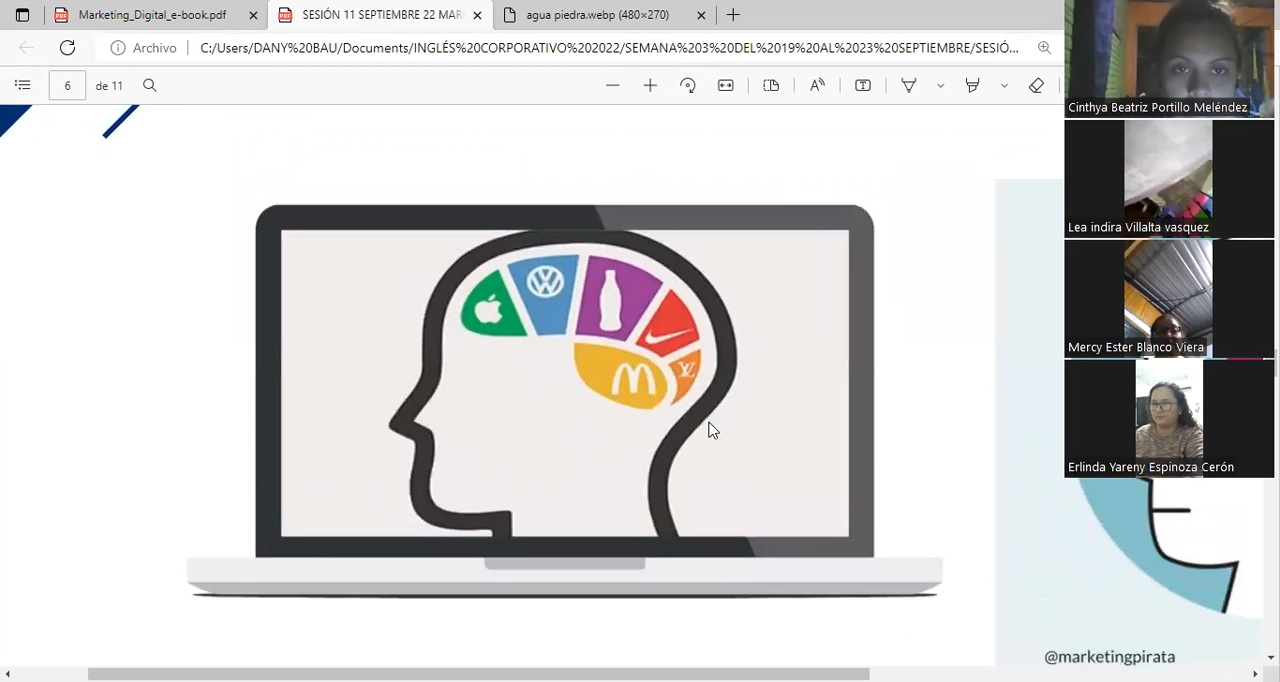 Marketing_Digital_e-book.pdf
SESIÓN 11 SEPTIEMBRE 22 MAR
agua piedra.webp (480×270)
Archivo
C:/Users/DANY%20BAU/Documents/INGLÉS%20CORPORATIVO%202022/SEMANA%203%20DEL%2019%20AL%2023%20SEPTIEMBRE/SESIÓ...
6 de 11
Cinthya Beatriz Portillo Meléndez
Lea indira Villalta vasquez
Mercy Ester Blanco Viera
Erlinda Yareny Espinoza Cerón
@marketingpirata